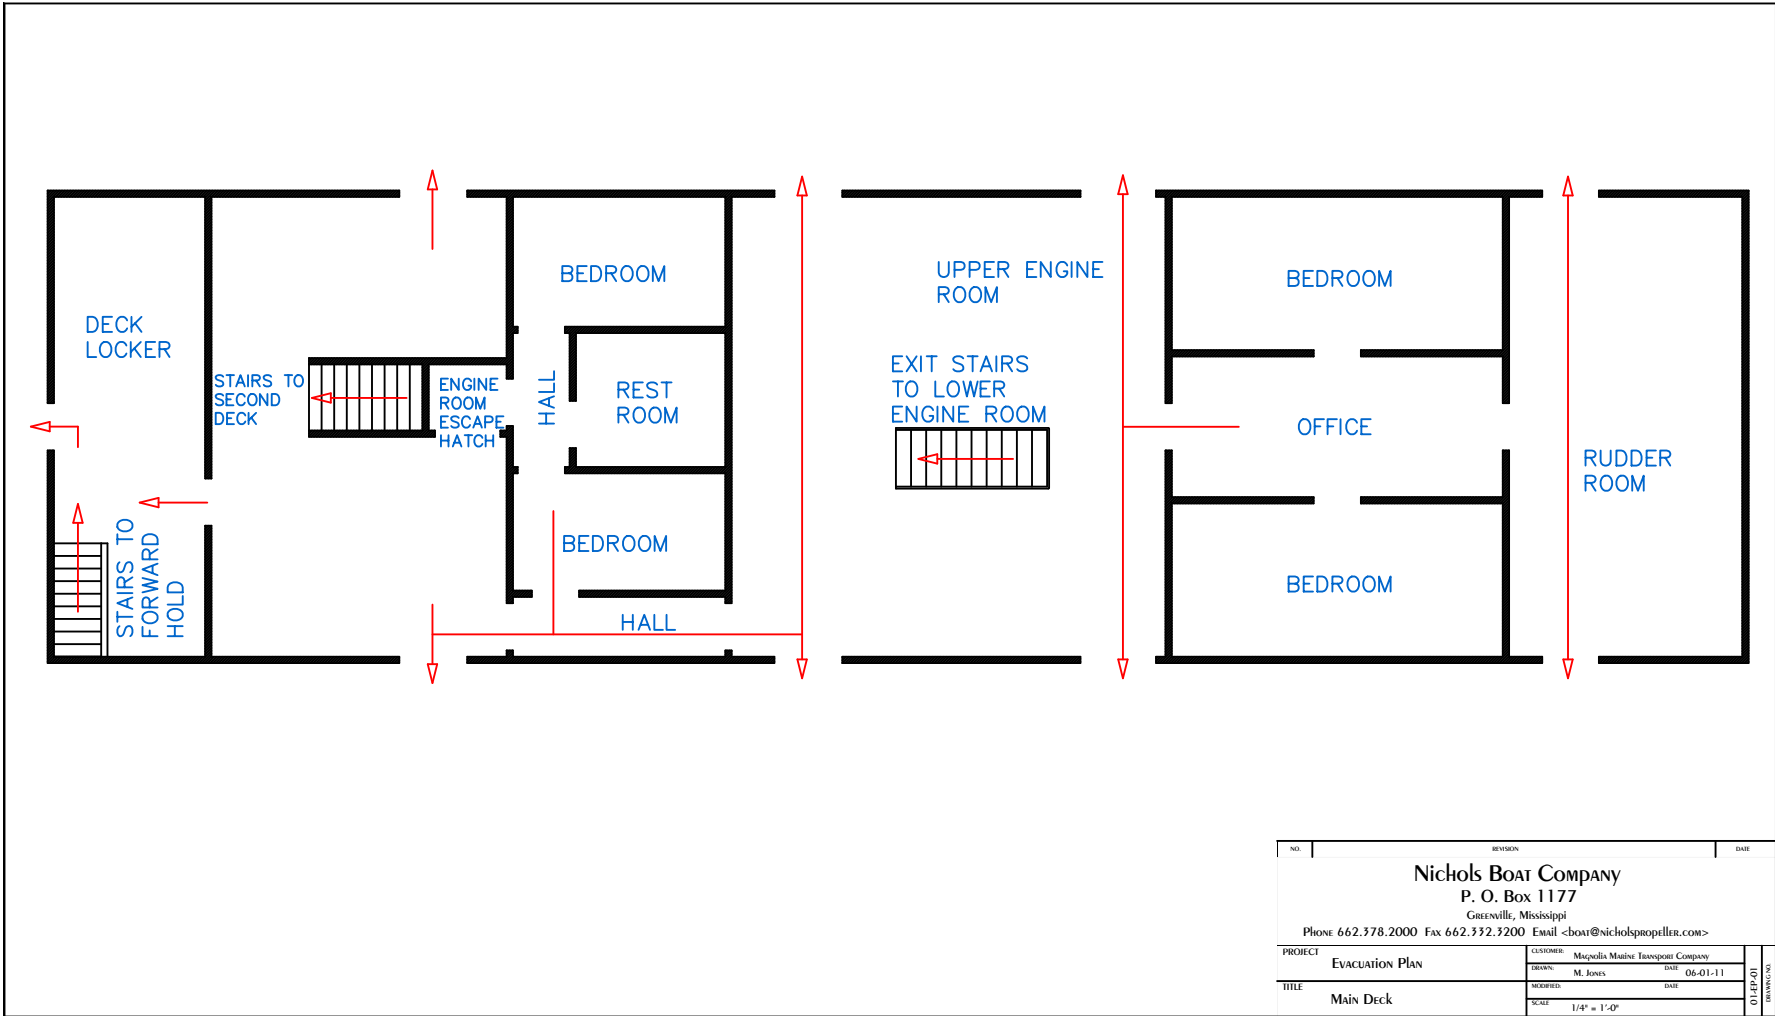 BEDROOM
UPPER ENGINE
ROOM
BEDROOM
DECK
LOCKER
STAIRS TO
SECOND
DECK
ENGINE
ROOM
ESCAPE
HATCH
HALL
REST
ROOM
EXIT STAIRS
TO LOWER
ENGINE ROOM
OFFICE
RUDDER
ROOM
STAIRS TO
FORWARD
HOLD
BEDROOM
HALL
BEDROOM
NO.
REVISION
DATE
Nichols Boat Company
P. O. Box 1177
Greenville, Mississippi
Phone 662.378.2000 Fax 662.332.3200 Email <boat@nicholspropeller.com>
PROJECT
Evacuation Plan
CUSTOMER: Magnolia Marine Transport Company
DRAWN: M. Jones DATE 06-01-11
TITLE
Main Deck
MODIFIED: DATE
SCALE 1/4" = 1'-0"
01-EP-01
DRAWING NO.